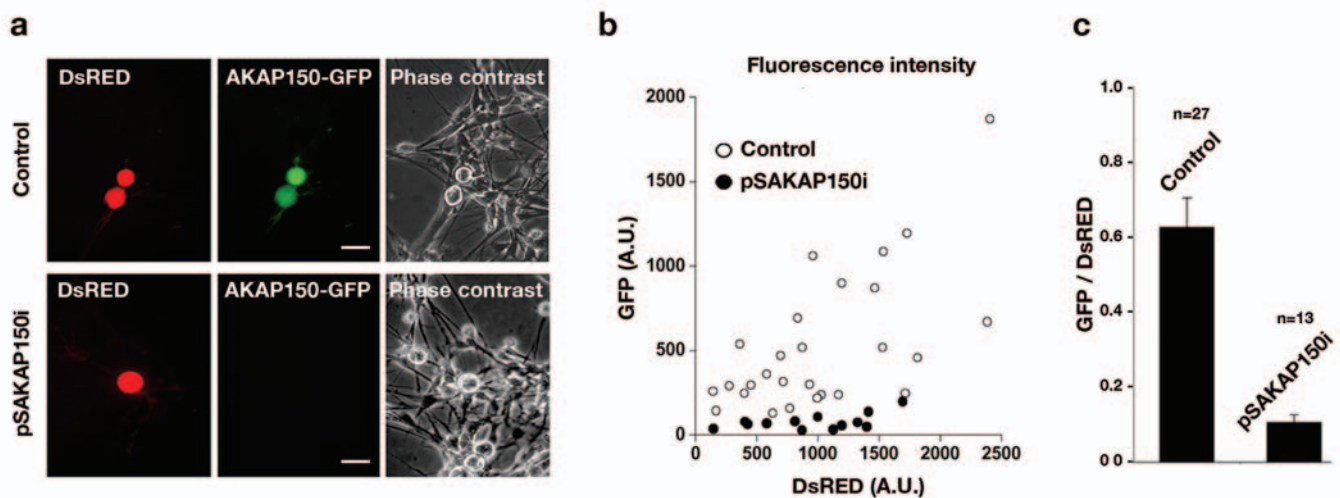 a
DsRED
AKAP150-GFP
Phase contrast
Control
DsRED
AKAP150-GFP
Phase contrast
pSAKAP150i
b
Fluorescence intensity
2000
1500
1000
500
0
GFP (A.U.)
Control
pSAKAP150i
0 500 1000 1500 2000 2500
DsRED (A.U.)
c
1.0
0.8
0.6
0.4
0.2
0.0
GFP / DsRED
n=27
Control
n=13
pSAKAP150i